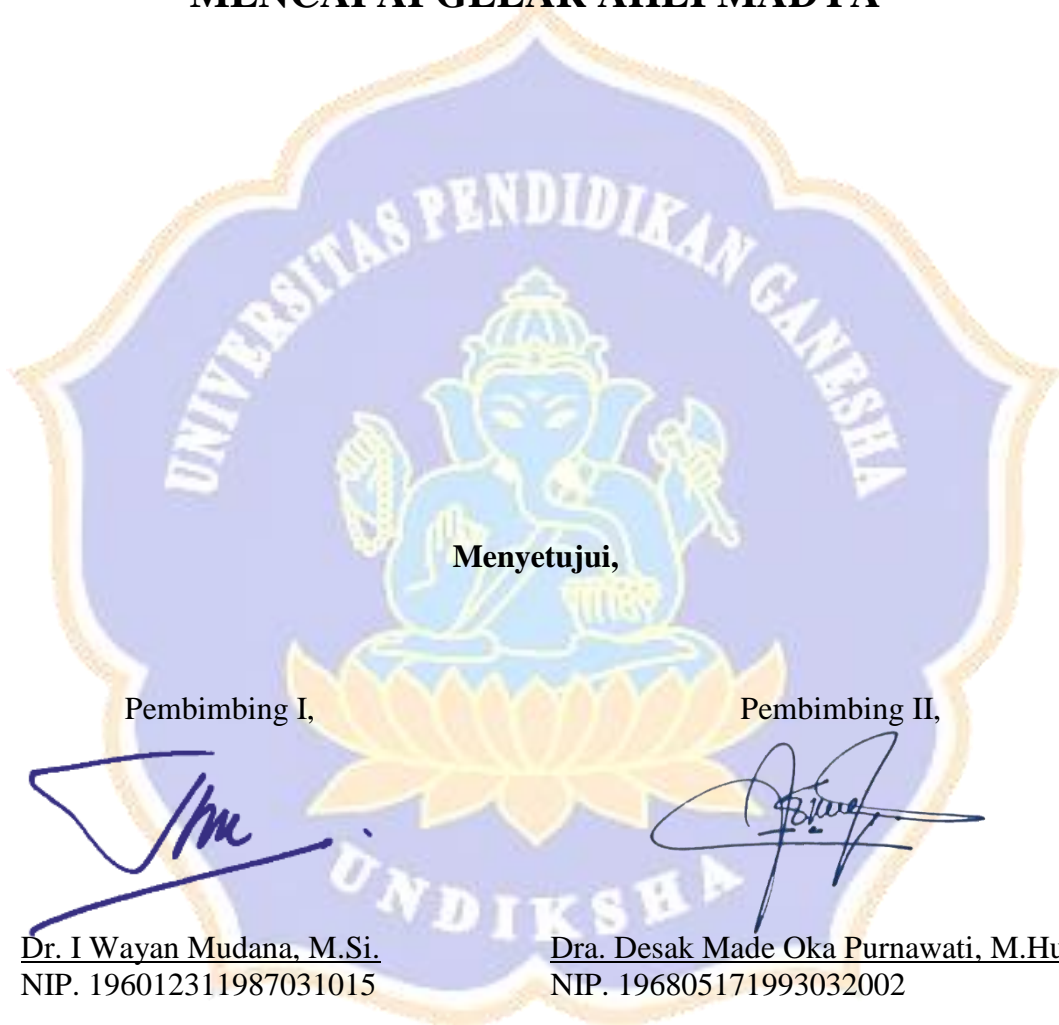 MENCAPAI GELAR AHLI MADYA
UNIVERSITAS PENDIDIKAN GANESHA
Menyetujui,
Pembimbing I, Pembimbing II,
UNDIKSHA
Dr. I Wayan Mudana, M.Si. Dra. Desak Made Oka Purnawati, M.Hu
NIP. 196012311987031015 NIP. 196805171993032002